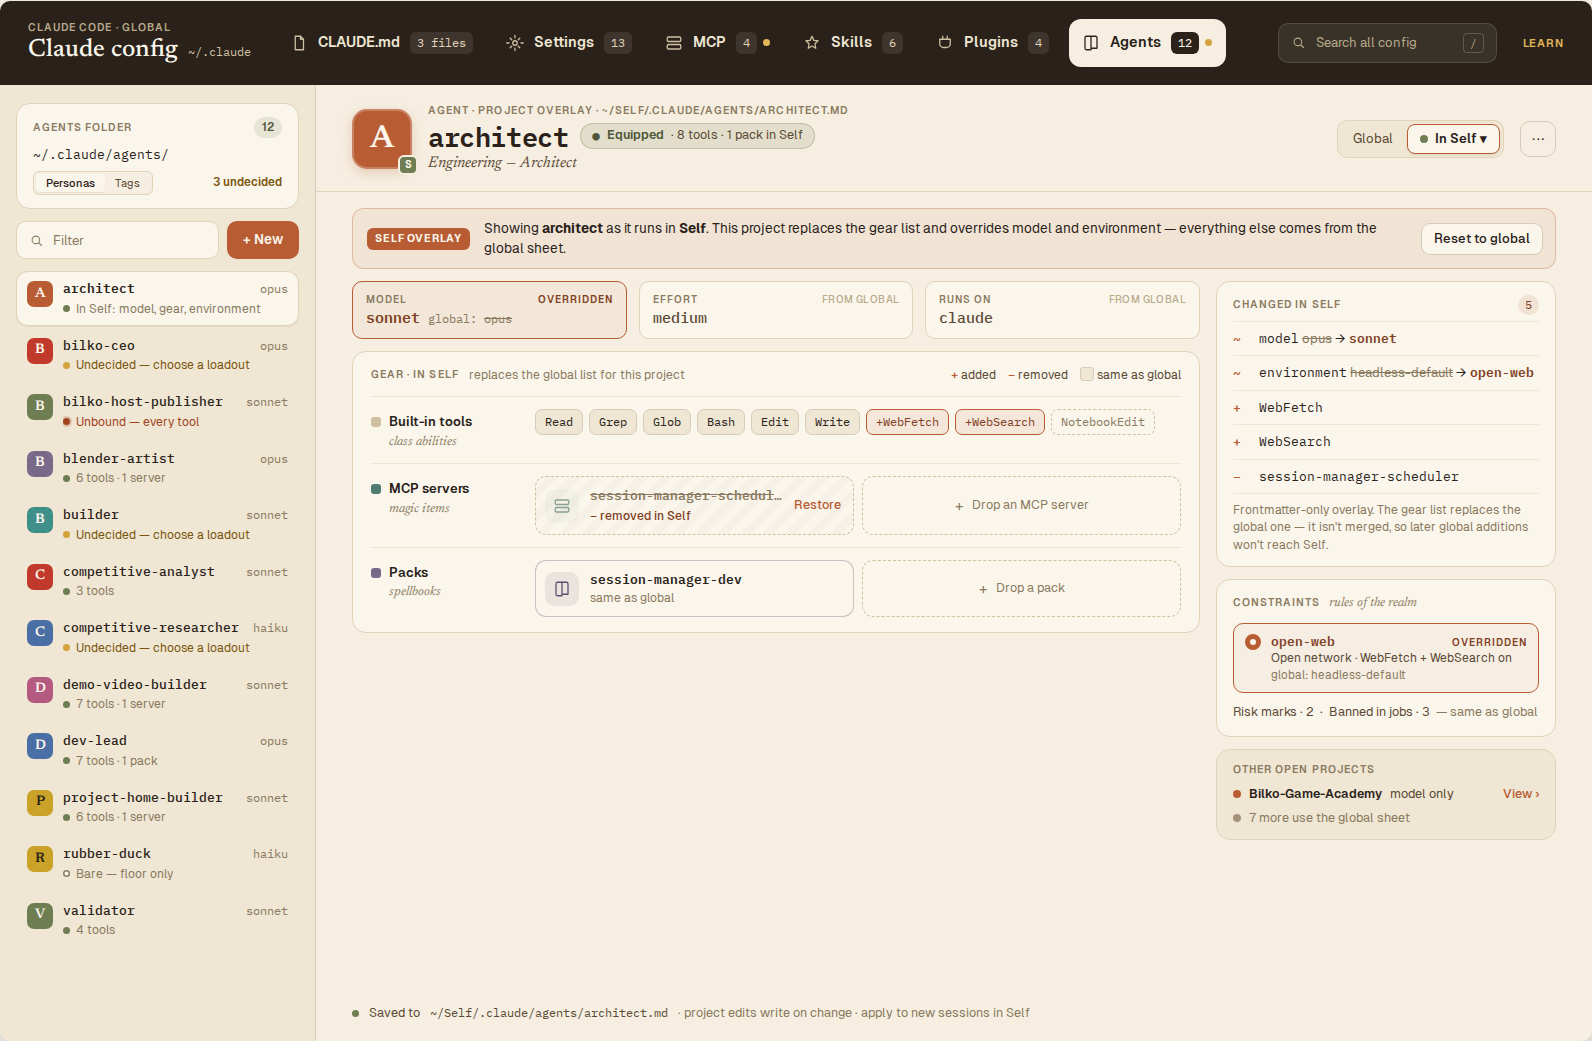 CLAUDE CODE · GLOBAL
Claude config ~/.claude
CLAUDE.md 3 files
Settings 13
MCP 4
Skills 6
Plugins 4
Agents 12
Search all config /
LEARN
AGENTS FOLDER 12
~/.claude/agents/
Personas Tags 3 undecided
Filter
+ New
A architect opus
In Self: model, gear, environment
B bilko-ceo opus
Undecided — choose a loadout
B bilko-host-publisher sonnet
Unbound — every tool
B blender-artist opus
6 tools · 1 server
B builder sonnet
Undecided — choose a loadout
C competitive-analyst sonnet
3 tools
C competitive-researcher haiku
Undecided — choose a loadout
D demo-video-builder sonnet
7 tools · 1 server
D dev-lead opus
7 tools · 1 pack
P project-home-builder sonnet
6 tools · 1 server
R rubber-duck haiku
Bare — floor only
V validator sonnet
4 tools
A
S
AGENT · PROJECT OVERLAY · ~/SELF/.CLAUDE/AGENTS/ARCHITECT.MD
architect Equipped · 8 tools · 1 pack in Self
Engineering — Architect
Global In Self ▾ ···
SELF OVERLAY
Showing architect as it runs in Self. This project replaces the gear list and overrides model and environment — everything else comes from the
global sheet.
Reset to global
MODEL OVERRIDDEN
sonnet global: opus
EFFORT FROM GLOBAL
medium
RUNS ON FROM GLOBAL
claude
GEAR · IN SELF replaces the global list for this project + added − removed same as global
Built-in tools
class abilities
Read Grep Glob Bash Edit Write +WebFetch +WebSearch NotebookEdit
MCP servers
magic items
session-manager-schedul…
− removed in Self
Restore
+ Drop an MCP server
Packs
spellbooks
session-manager-dev
same as global
+ Drop a pack
CHANGED IN SELF 5
~ model opus → sonnet
~ environment headless-default → open-web
+ WebFetch
+ WebSearch
− session-manager-scheduler
Frontmatter-only overlay. The gear list replaces the
global one — it isn't merged, so later global additions
won't reach Self.
CONSTRAINTS rules of the realm
open-web OVERRIDDEN
Open network · WebFetch + WebSearch on
global: headless-default
Risk marks · 2 · Banned in jobs · 3 — same as global
OTHER OPEN PROJECTS
Bilko-Game-Academy model only View ›
7 more use the global sheet
Saved to ~/Self/.claude/agents/architect.md · project edits write on change · apply to new sessions in Self